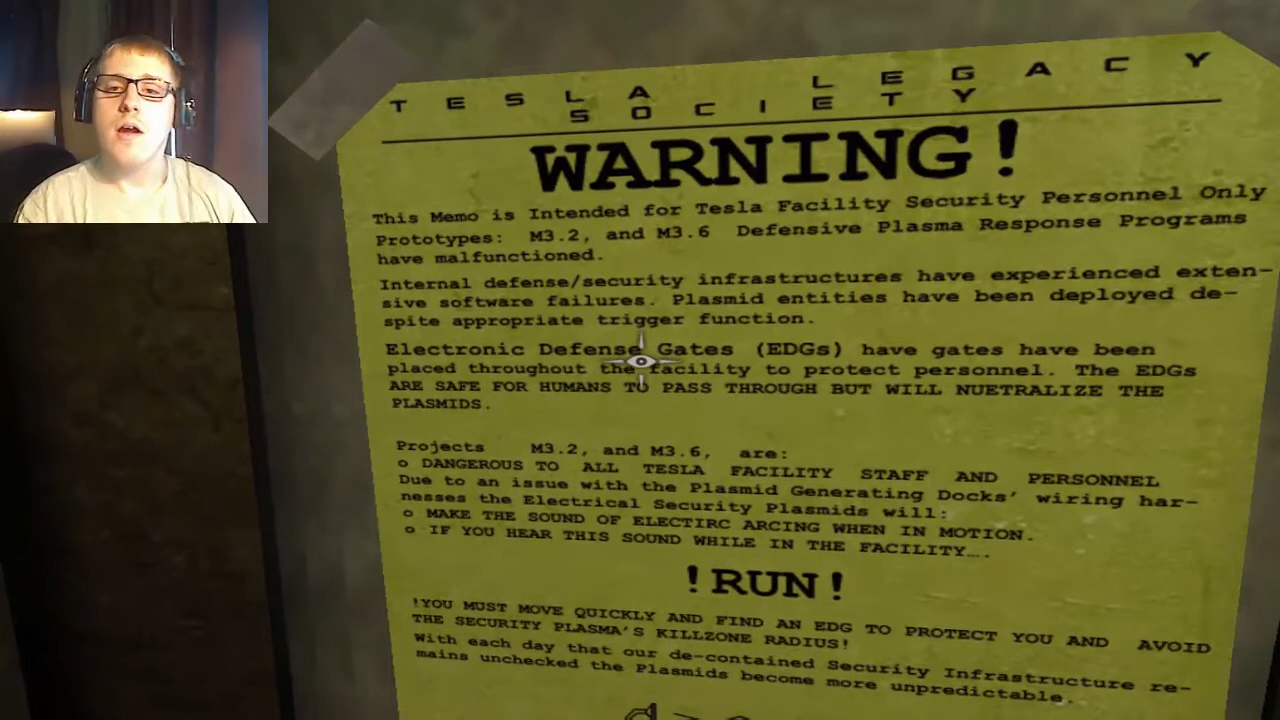 TESLA LEGACY
SOCIETY
WARNING!
This Memo is Intended for Tesla Facility Security Personnel Only
Prototypes: M3.2, and M3.6 Defensive Plasma Response Programs
have malfunctioned.
Internal defense/security infrastructures have experienced exten-
sive software failures. Plasmid entities have been deployed de-
spite appropriate trigger function.
Electronic Defense Gates (EDGs) have gates have been
placed throughout the facility to protect personnel. The EDGs
ARE SAFE FOR HUMANS TO PASS THROUGH BUT WILL NUETRALIZE THE
PLASMIDS.
Projects M3.2, and M3.6, are:
o DANGEROUS TO ALL TESLA FACILITY STAFF AND PERSONNEL
Due to an issue with the Plasmid Generating Docks' wiring har-
nesses the Electrical Security Plasmids will:
o MAKE THE SOUND OF ELECTIRC ARCING WHEN IN MOTION.
o IF YOU HEAR THIS SOUND WHILE IN THE FACILITY….
!RUN!
!YOU MUST MOVE QUICKLY AND FIND AN EDG TO PROTECT YOU AND AVOID
THE SECURITY PLASMA'S KILLZONE RADIUS!
With each day that our de-contained Security Infrastructure re-
mains unchecked the Plasmids become more unpredictable.